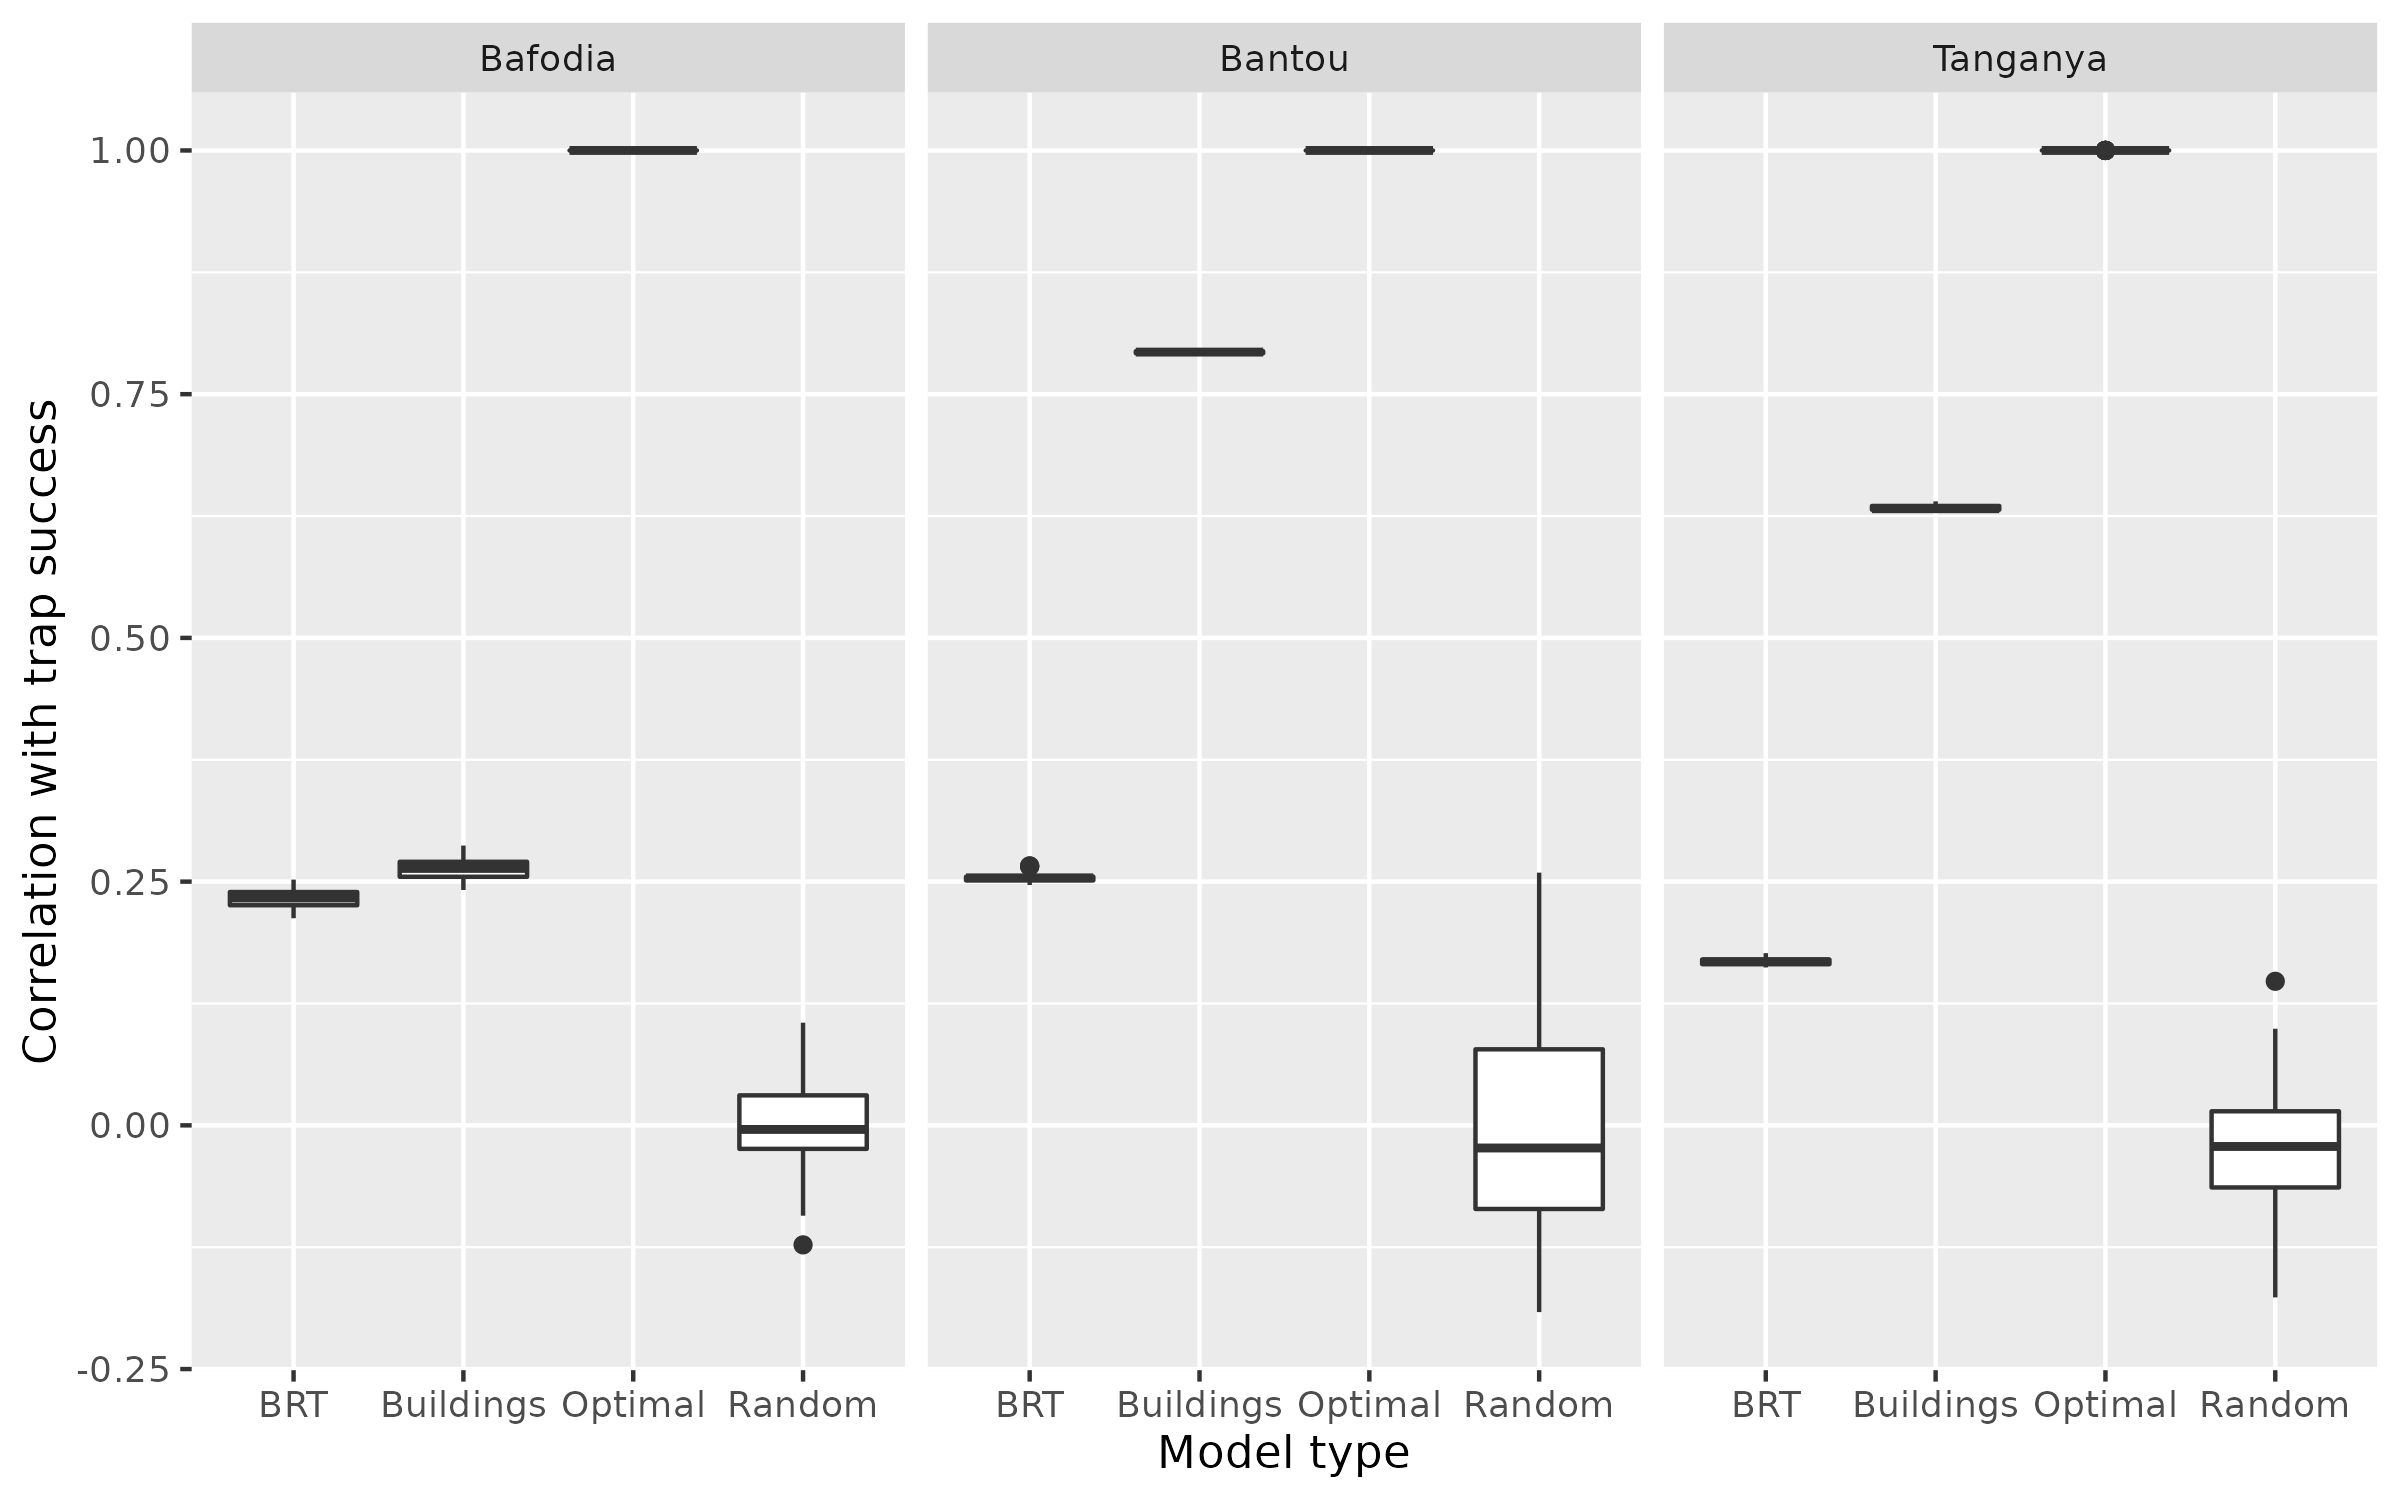 Bafodia Bantou Tanganya
Correlation with trap success
1.00
0.75
0.50
0.25
0.00
-0.25
BRT Buildings Optimal Random BRT Buildings Optimal Random BRT Buildings Optimal Random
Model type